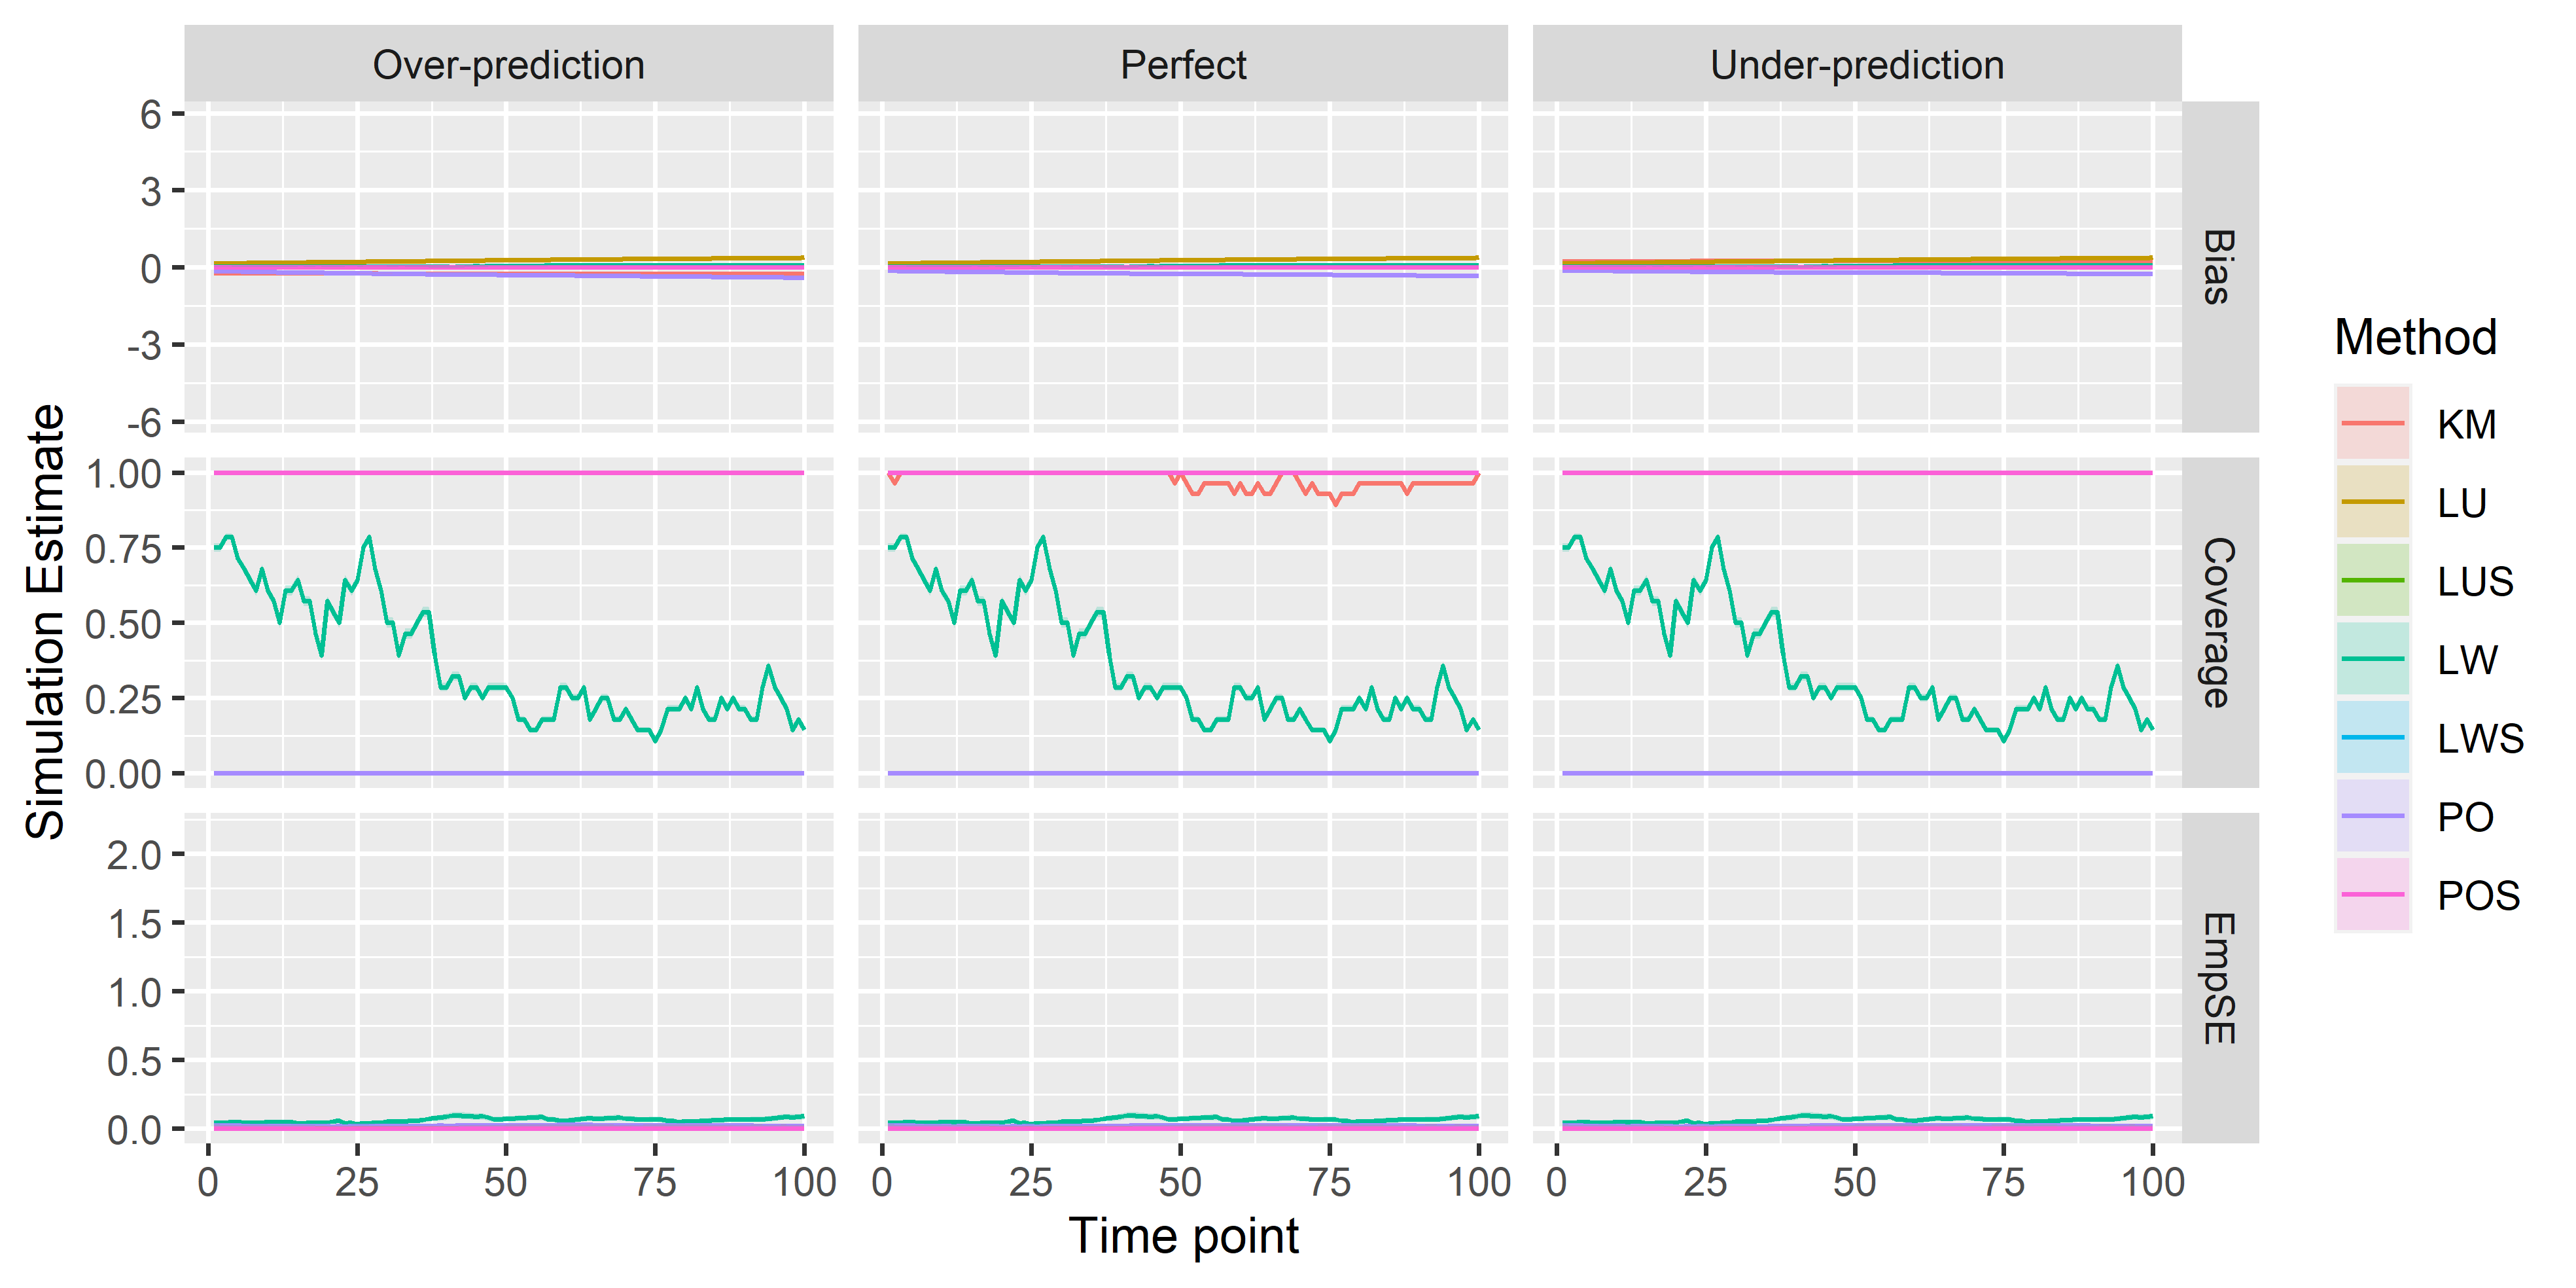 Over-prediction Perfect Under-prediction
6
3
0
-3
-6
Bias
1.00
0.75
0.50
0.25
0.00
Coverage
2.0
1.5
1.0
0.5
0.0
EmpSE
Simulation Estimate
0 25 50 75 100 0 25 50 75 100 0 25 50 75 100
Time point
Method
KM
LU
LUS
LW
LWS
PO
POS